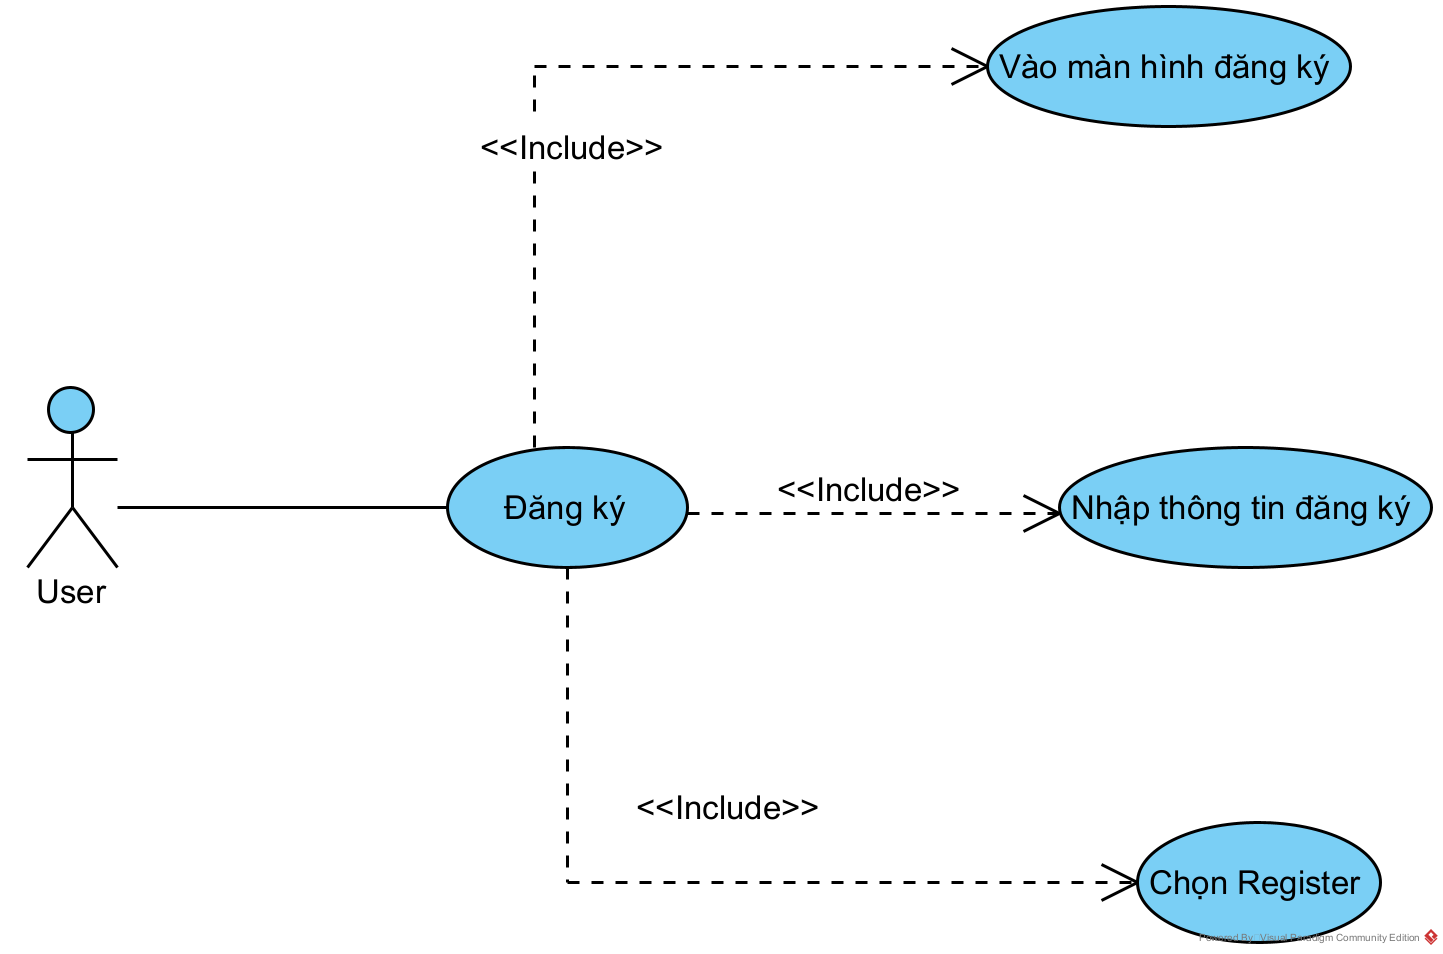 Vào màn hình đăng ký
<<Include>>
<<Include>>
Đăng ký
Nhập thông tin đăng ký
User
<<Include>>
Chọn Register
Powered By Visual Paradigm Community Edition